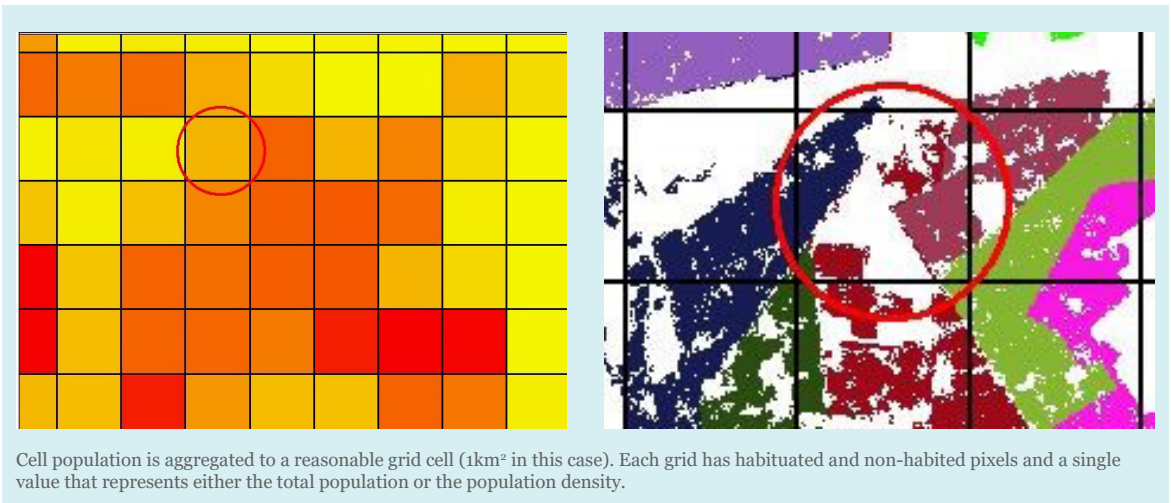 Cell population is aggregated to a reasonable grid cell (1km² in this case). Each grid has habituated and non-habited pixels and a single
value that represents either the total population or the population density.